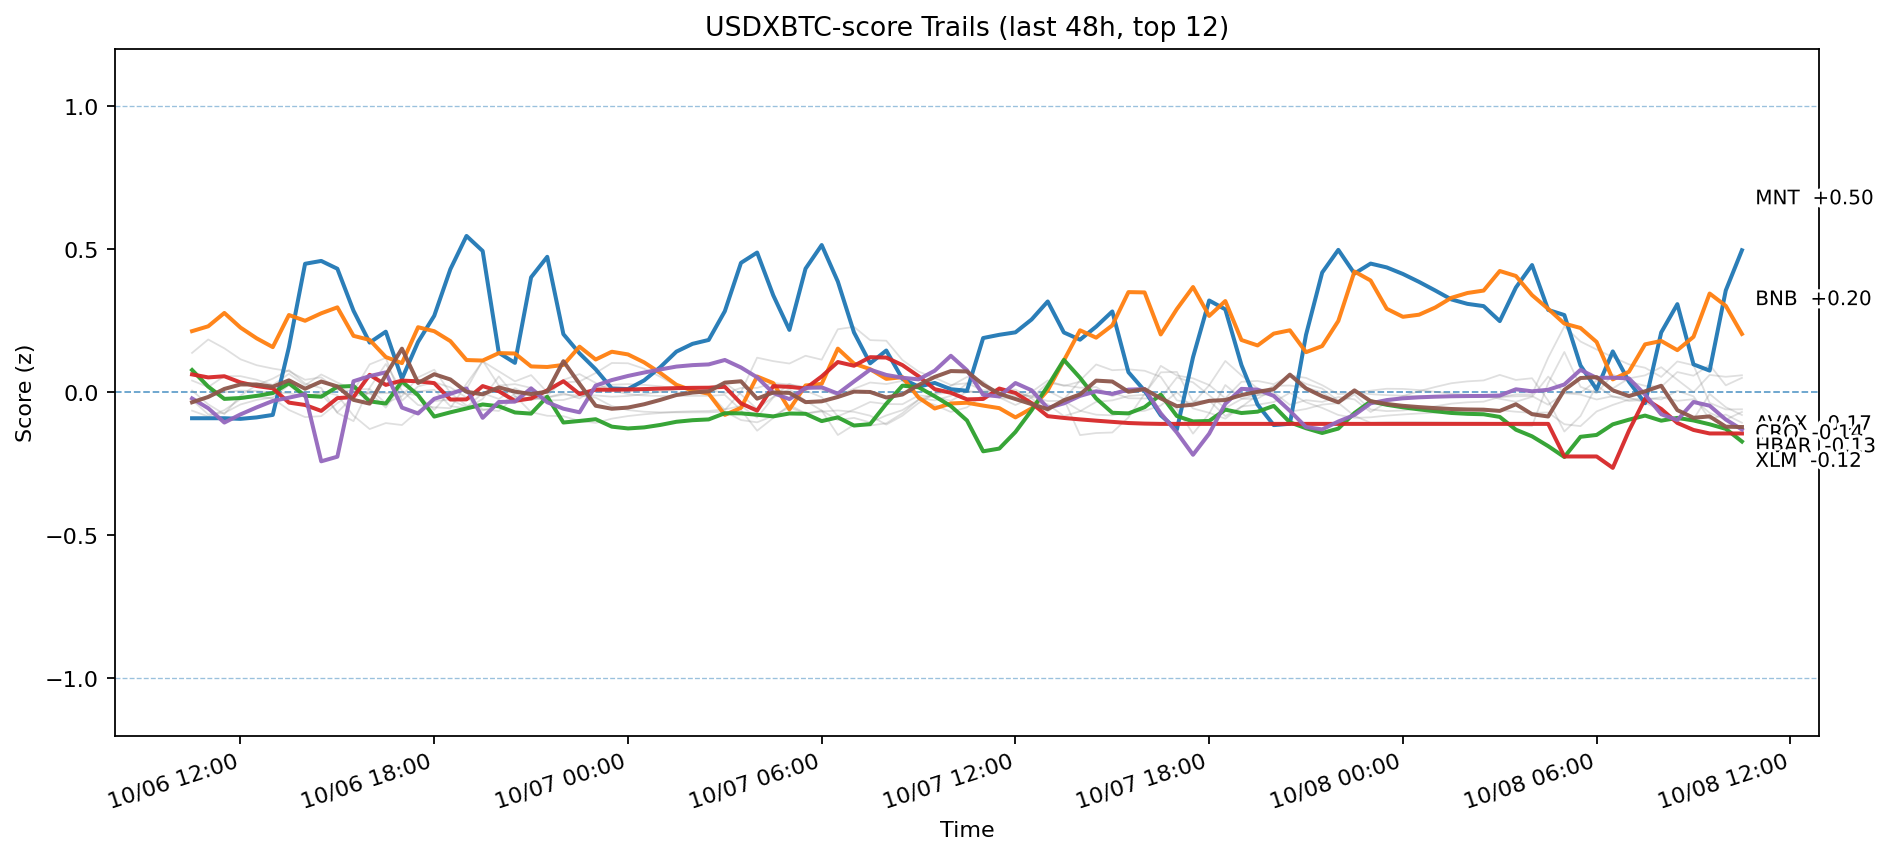 USDXBTC-score Trails (last 48h, top 12)
Score (z)
1.0
0.5
0.0
−0.5
−1.0
MNT +0.50
BNB +0.20
AVAX -0.17
CRO -0.14
HBAR -0.13
XLM -0.12
10/06 12:00
10/06 18:00
10/07 00:00
10/07 06:00
10/07 12:00
10/07 18:00
10/08 00:00
10/08 06:00
10/08 12:00
Time